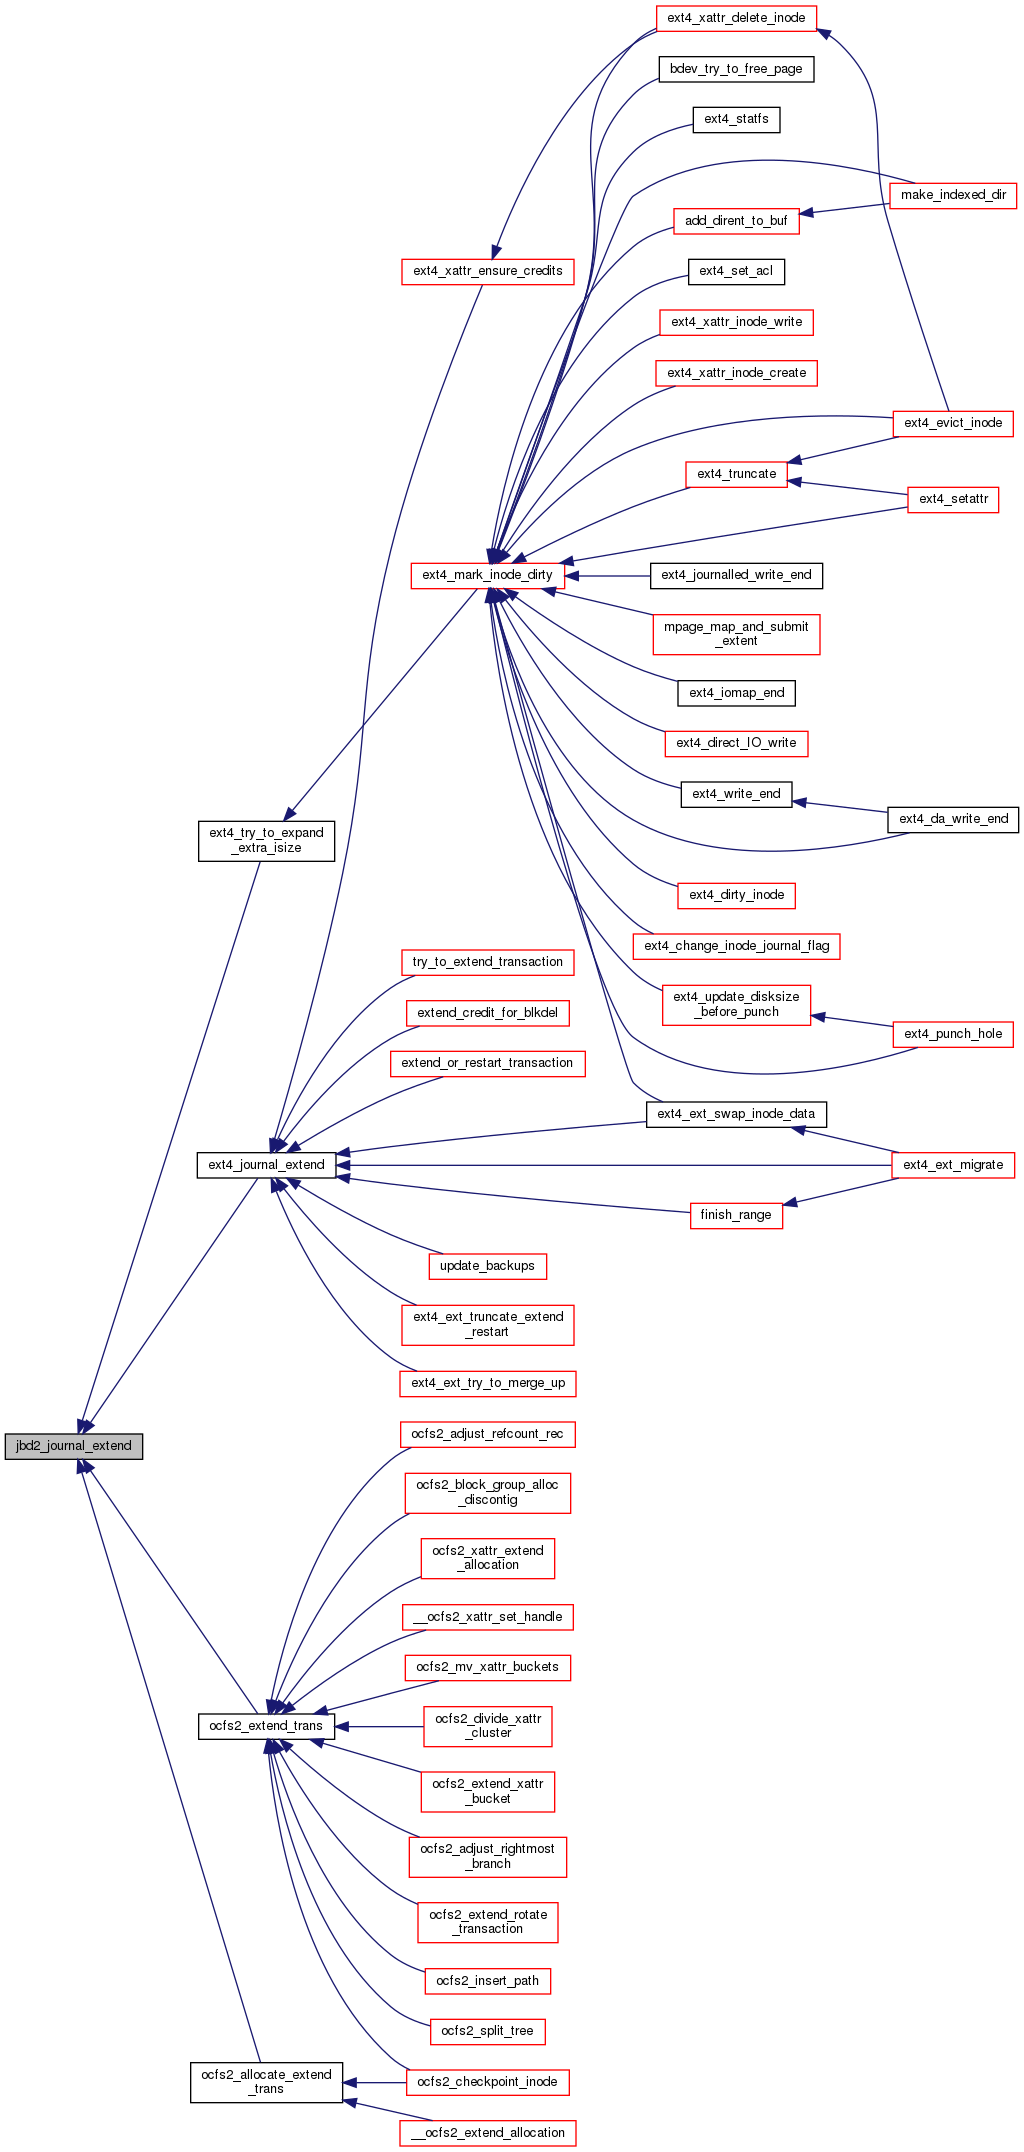 ext4_xattr_delete_inode
bdev_try_to_free_page
ext4_statfs
make_indexed_dir
add_dirent_to_buf
ext4_xattr_ensure_credits
ext4_set_acl
ext4_xattr_inode_write
ext4_xattr_inode_create
ext4_evict_inode
ext4_truncate
ext4_setattr
ext4_mark_inode_dirty
ext4_journalled_write_end
mpage_map_and_submit
_extent
ext4_iomap_end
ext4_direct_IO_write
ext4_write_end
ext4_da_write_end
ext4_try_to_expand
_extra_isize
ext4_dirty_inode
ext4_change_inode_journal_flag
try_to_extend_transaction
ext4_update_disksize
_before_punch
extend_credit_for_blkdel
ext4_punch_hole
extend_or_restart_transaction
ext4_ext_swap_inode_data
ext4_journal_extend
ext4_ext_migrate
finish_range
update_backups
ext4_ext_truncate_extend
_restart
ext4_ext_try_to_merge_up
jbd2_journal_extend
ocfs2_adjust_refcount_rec
ocfs2_block_group_alloc
_discontig
ocfs2_xattr_extend
_allocation
__ocfs2_xattr_set_handle
ocfs2_mv_xattr_buckets
ocfs2_extend_trans
ocfs2_divide_xattr
_cluster
ocfs2_extend_xattr
_bucket
ocfs2_adjust_rightmost
_branch
ocfs2_extend_rotate
_transaction
ocfs2_insert_path
ocfs2_split_tree
ocfs2_allocate_extend
_trans
ocfs2_checkpoint_inode
__ocfs2_extend_allocation